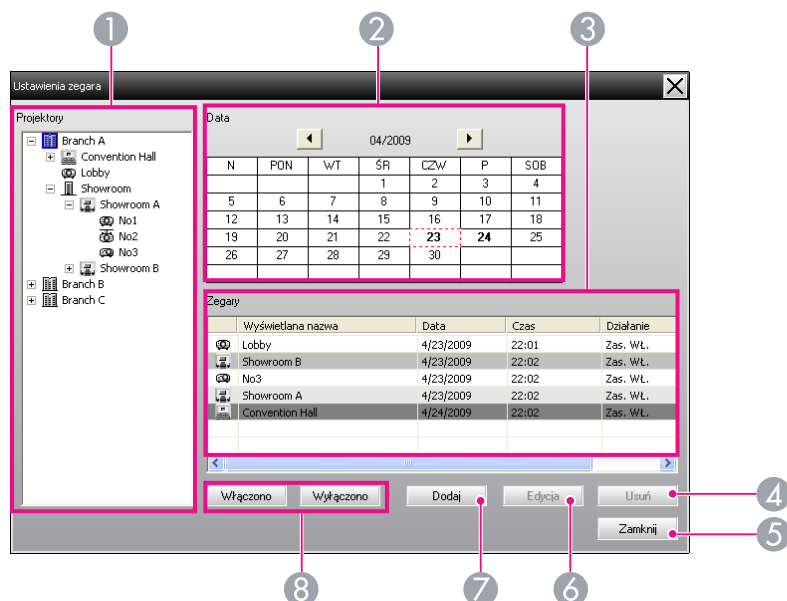 1 2 3
Ustawienia zegara
Projektory
Branch A
Convention Hall
Lobby
Showroom
Showroom A
No1
No2
No3
Showroom B
Branch B
Branch C
Data
04/2009
N PON WT ŚR CZW P SOB
1 2 3 4
5 6 7 8 9 10 11
12 13 14 15 16 17 18
19 20 21 22 23 24 25
26 27 28 29 30
Zegary
Wyświetlana nazwa Data Czas Działanie
Lobby 4/23/2009 22:01 Zas. WŁ.
Showroom B 4/23/2009 22:02 Zas. WŁ.
No3 4/23/2009 22:02 Zas. WŁ.
Showroom A 4/23/2009 22:02 Zas. WŁ.
Convention Hall 4/24/2009 22:02 Zas. WŁ.
Włączono Wyłączono Dodaj Edycja Usuń 4
Zamknij 5
8 7 6